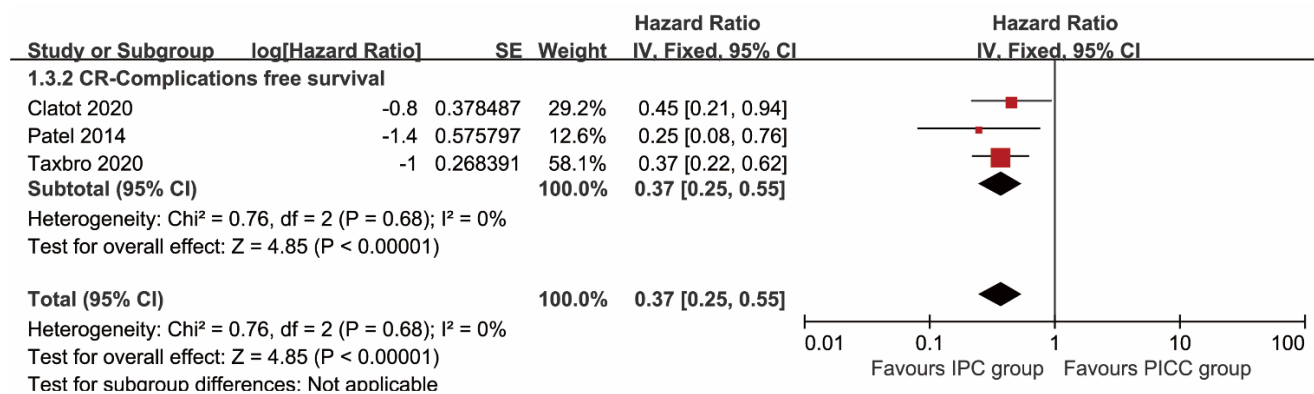 Hazard Ratio Hazard Ratio
Study or Subgroup log[Hazard Ratio] SE Weight IV, Fixed, 95% CI IV, Fixed, 95% CI
1.3.2 CR-Complications free survival
Clatot 2020 -0.8 0.378487 29.2% 0.45 [0.21, 0.94]
Patel 2014 -1.4 0.575797 12.6% 0.25 [0.08, 0.76]
Taxbro 2020 -1 0.268391 58.1% 0.37 [0.22, 0.62]
Subtotal (95% CI) 100.0% 0.37 [0.25, 0.55]
Heterogeneity: Chi² = 0.76, df = 2 (P = 0.68); I² = 0%
Test for overall effect: Z = 4.85 (P < 0.00001)
Total (95% CI) 100.0% 0.37 [0.25, 0.55]
Heterogeneity: Chi² = 0.76, df = 2 (P = 0.68); I² = 0%
Test for overall effect: Z = 4.85 (P < 0.00001)
Test for subgroup differences: Not applicable
0.01 0.1 1 10 100
Favours IPC group Favours PICC group